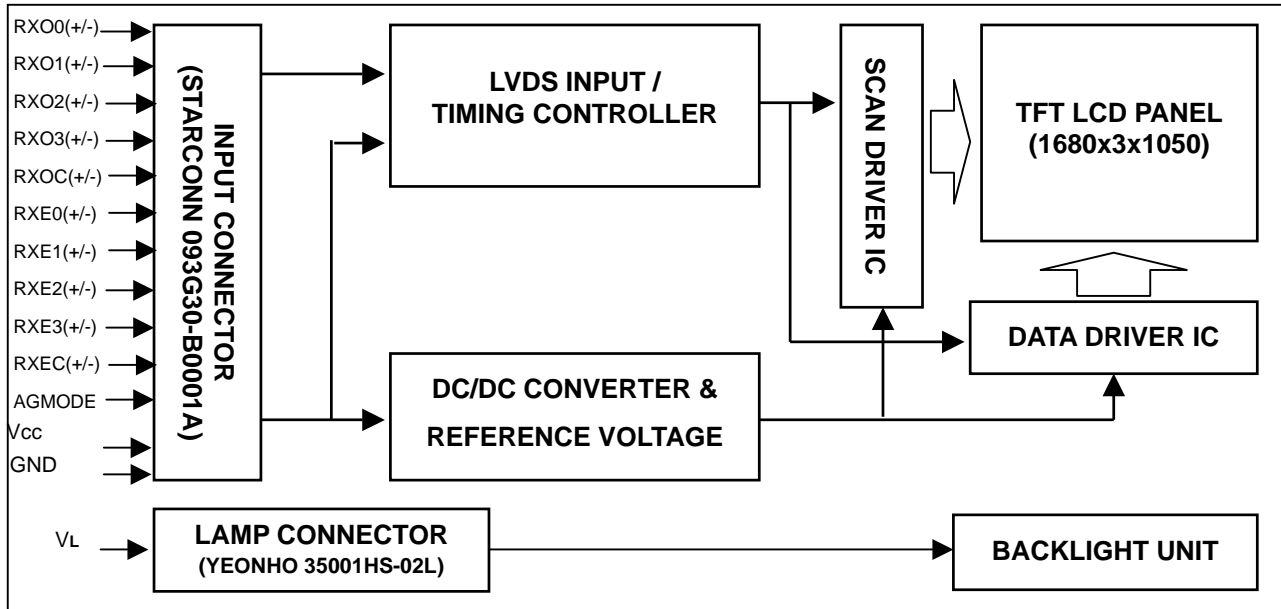 RXO0(+/-)
RXO1(+/-)
RXO2(+/-)
RXO3(+/-)
RXOC(+/-)
RXE0(+/-)
RXE1(+/-)
RXE2(+/-)
RXE3(+/-)
RXEC(+/-)
AGMODE
Vcc
GND
VL
INPUT CONNECTOR
(STARCONN 093G30-B0001A)
LVDS INPUT /
TIMING CONTROLLER
DC/DC CONVERTER &
REFERENCE VOLTAGE
SCAN DRIVER IC
TFT LCD PANEL
(1680x3x1050)
DATA DRIVER IC
LAMP CONNECTOR
(YEONHO 35001HS-02L)
BACKLIGHT UNIT